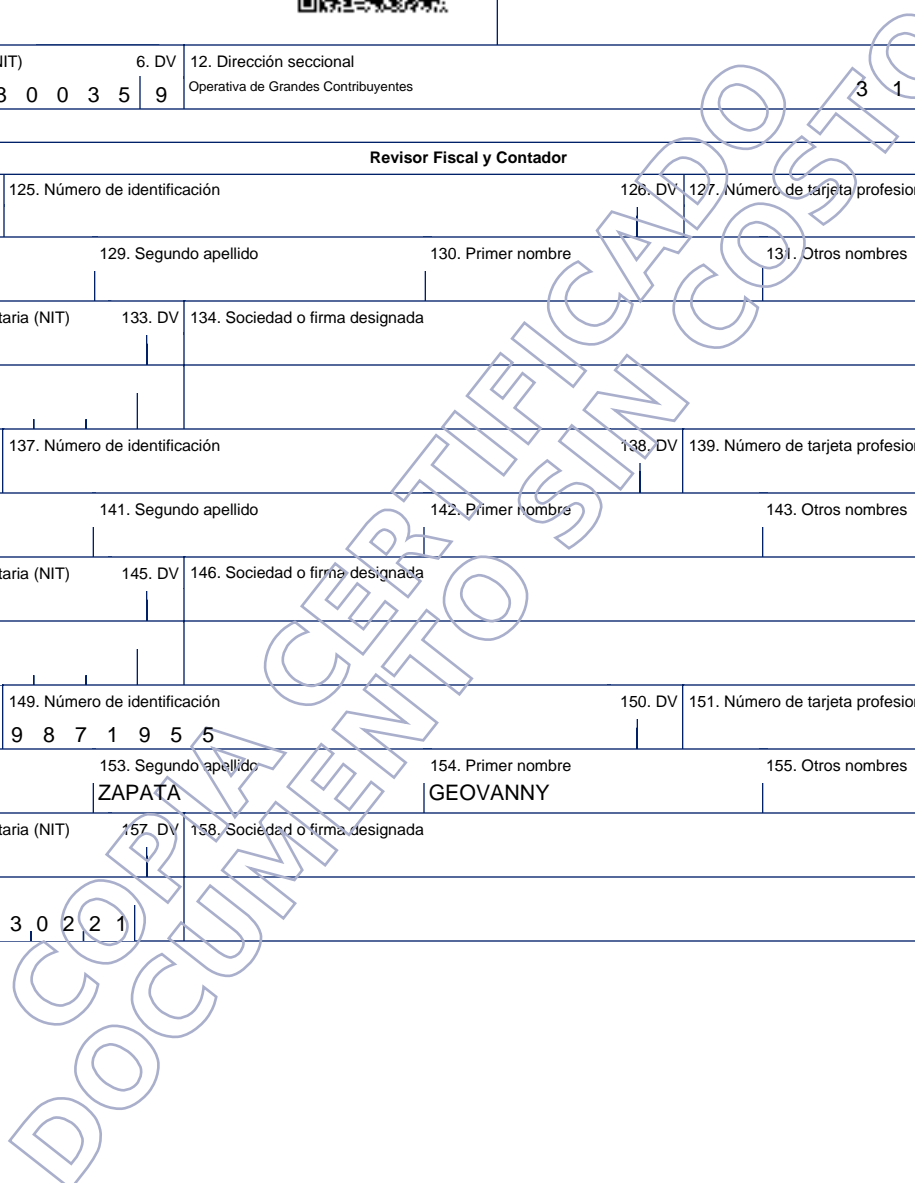 NIT) 6. DV 12. Dirección seccional
3 0 0 3 5 9 Operativa de Grandes Contribuyentes 3 1
Revisor Fiscal y Contador
125. Número de identificación 126. DV 127. Número de tarjeta profesion
129. Segundo apellido 130. Primer nombre 131. Otros nombres
taria (NIT) 133. DV 134. Sociedad o firma designada
137. Número de identificación 138. DV 139. Número de tarjeta profesion
141. Segundo apellido 142. Primer nombre 143. Otros nombres
taria (NIT) 145. DV 146. Sociedad o firma designada
149. Número de identificación 150. DV 151. Número de tarjeta profesion
9 8 7 1 9 5 5
153. Segundo apellido 154. Primer nombre 155. Otros nombres
ZAPATA GEOVANNY
taria (NIT) 157. DV 158. Sociedad o firma designada
3 0 2 2 1
COPIA CERTIFICADO
DOCUMENTO SIN COSTO